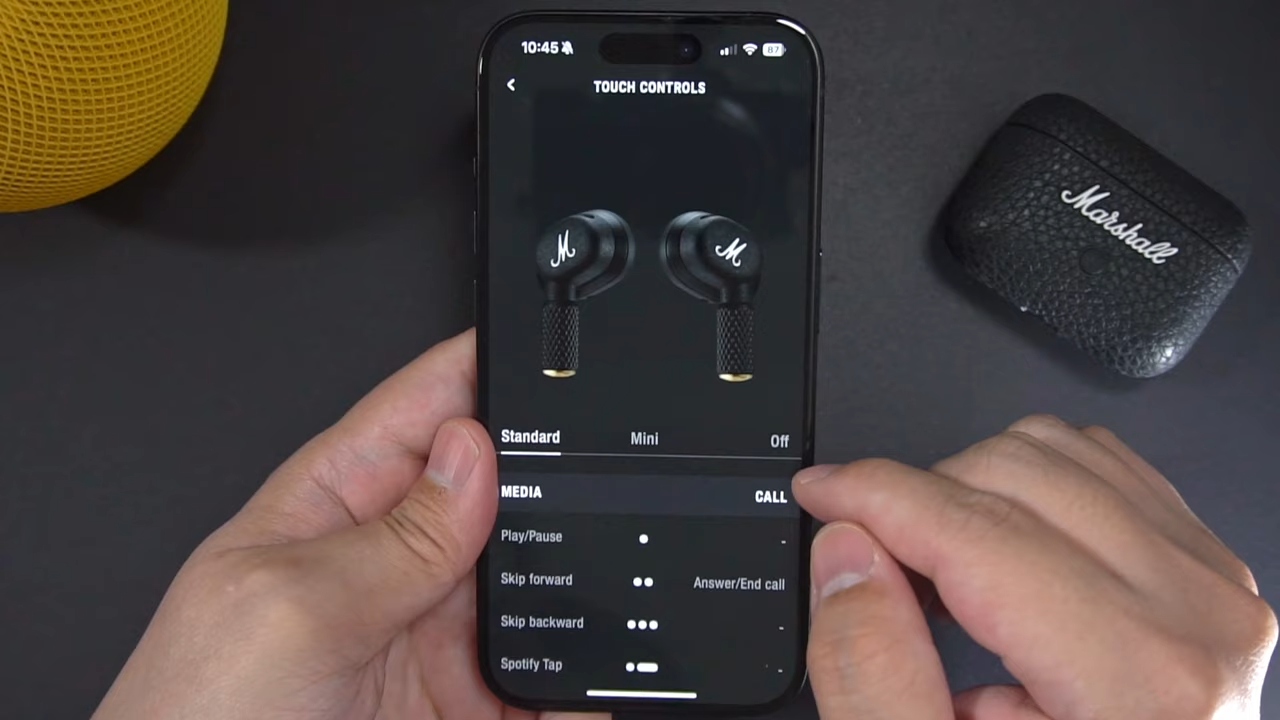 10:45
87
TOUCH CONTROLS
M M
Standard Mini Off
MEDIA CALL
Play/Pause -
Skip forward Answer/End call
Skip backward -
Spotify Tap -
Marshall